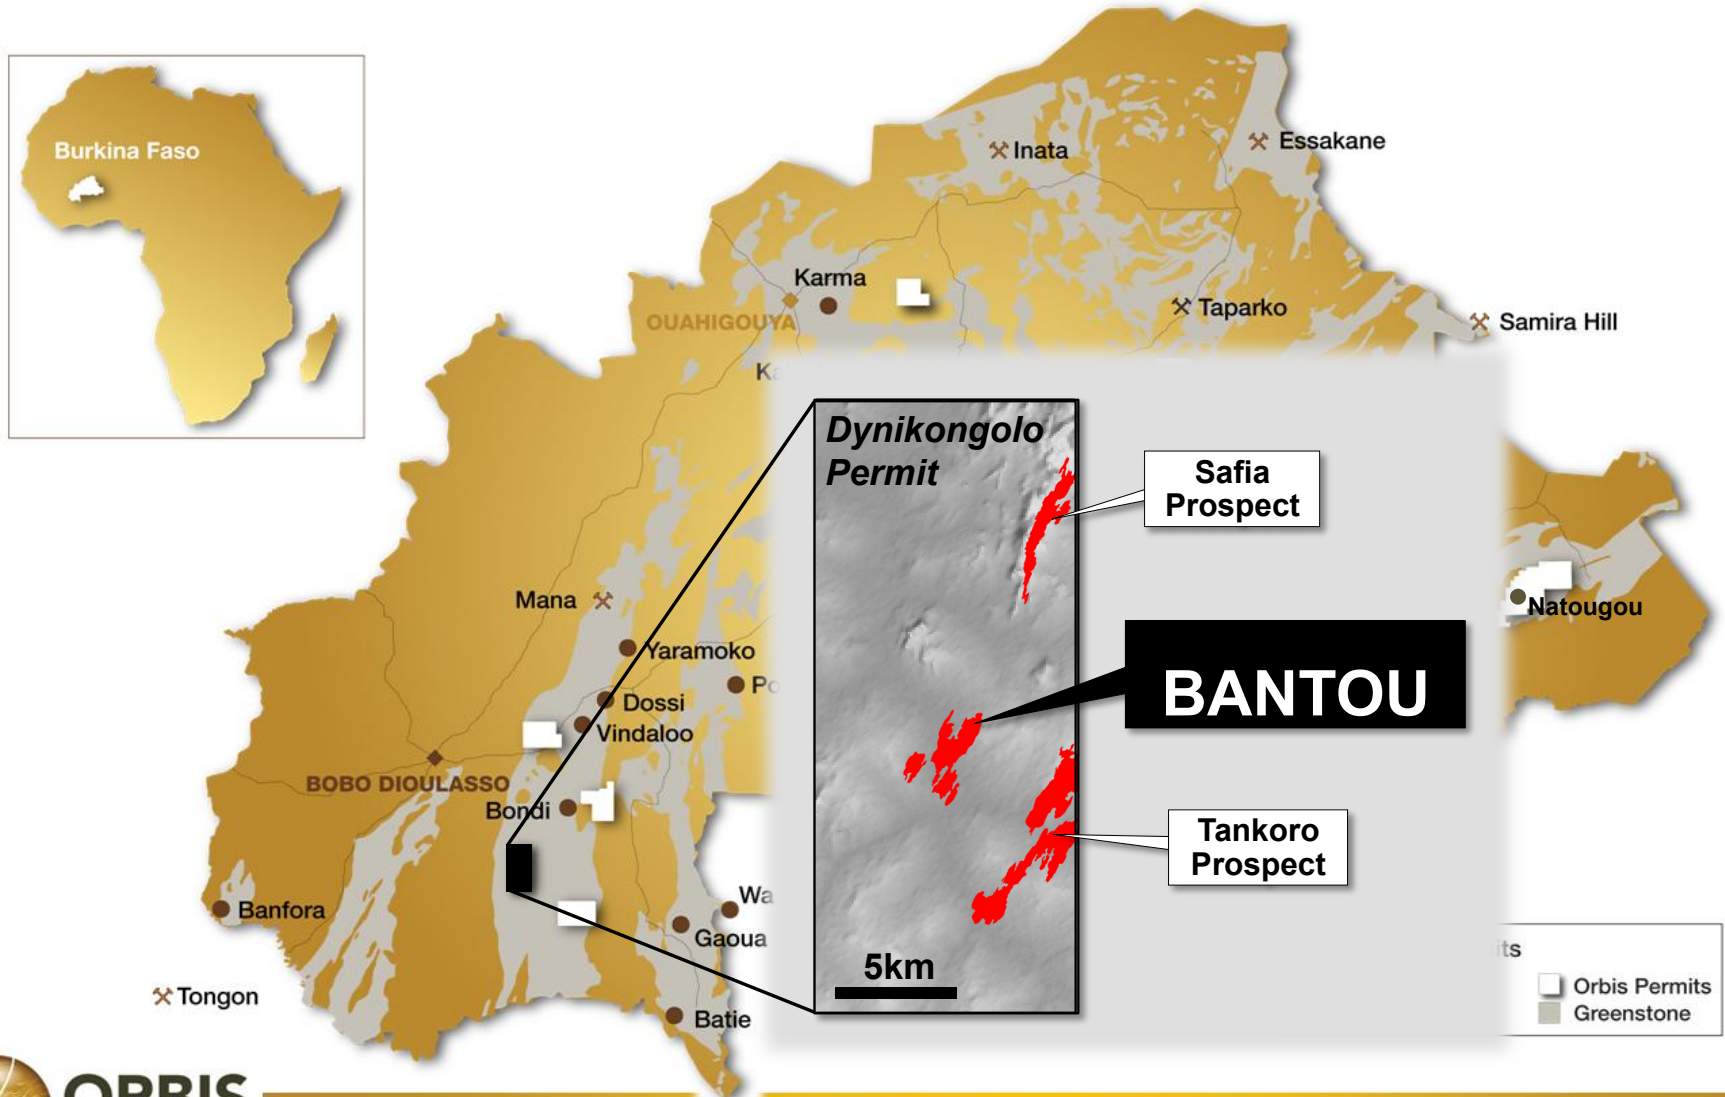 Burkina Faso
Inata
Essakane
Karma
OUAHIGOUYA
Taparko
Samira Hill
Dynikongolo
Permit
Safia
Prospect
Mana
Natougou
Yaramoko
Dossi
Vindaloo
BANTOU
BOBO DIOULASSO
Bondi
Tankoro
Prospect
Banfora
Gaoua
5km
Tongon
Orbis Permits
Greenstone
Batie
ORBIS